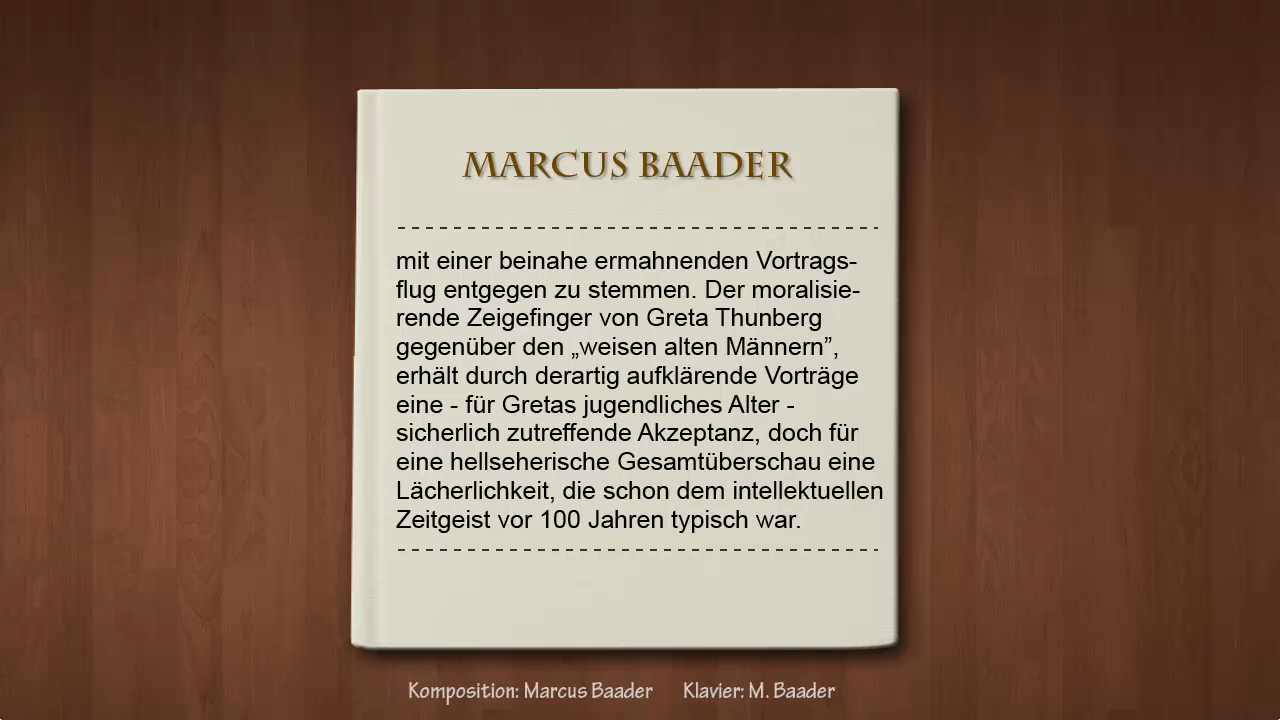 MARCUS BAADER
mit einer beinahe ermahnenden Vortrags-
flug entgegen zu stemmen. Der moralisie-
rende Zeigefinger von Greta Thunberg
gegenüber den „weisen alten Männern”,
erhält durch derartig aufklärende Vorträge
eine - für Gretas jugendliches Alter -
sicherlich zutreffende Akzeptanz, doch für
eine hellseherische Gesamtüberschau eine
Lächerlichkeit, die schon dem intellektuellen
Zeitgeist vor 100 Jahren typisch war.
Komposition: Marcus Baader Klavier: M. Baader